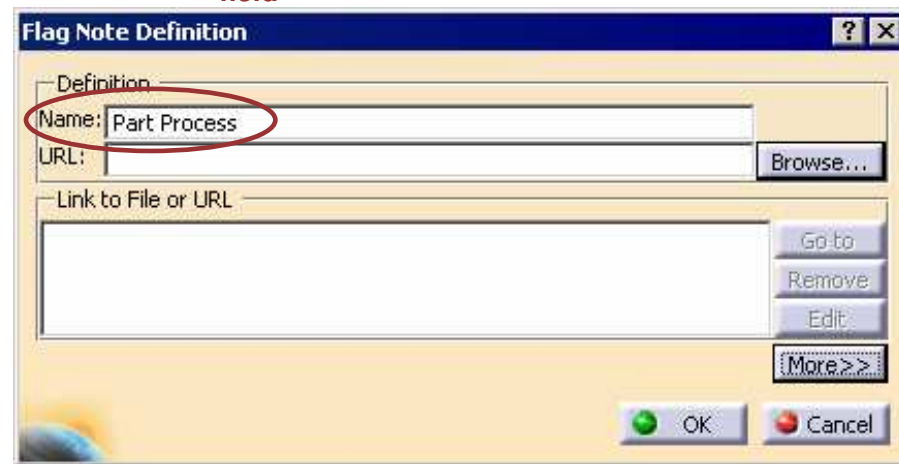 field
Flag Note Definition
Definition
Name: Part Process
URL: Browse...
Link to File or URL
Go to
Remove
Edit
More>>
OK Cancel